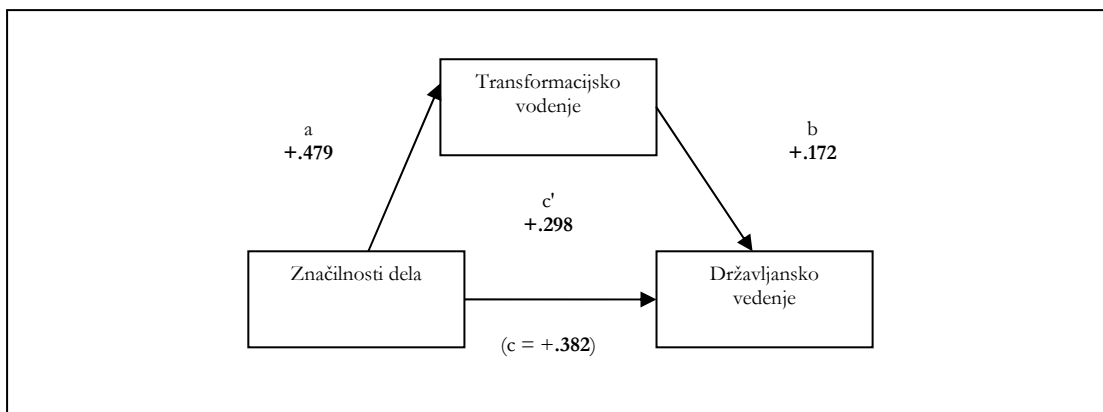 Transformacijsko
vodenje
a
+.479
b
+.172
c'
+.298
Značilnosti dela
Državljansko
vedenje
(c = +.382)